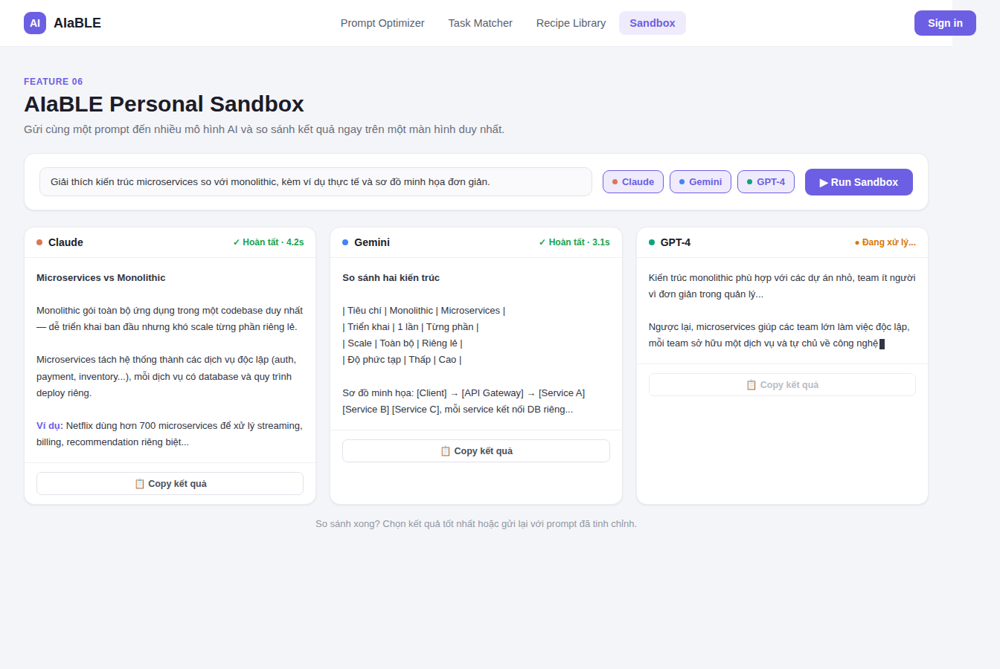 AI AIaBLE
Prompt Optimizer
Task Matcher
Recipe Library
Sandbox
Sign in
FEATURE 06
AIaBLE Personal Sandbox
Gửi cùng một prompt đến nhiều mô hình AI và so sánh kết quả ngay trên một màn hình duy nhất.
Giải thích kiến trúc microservices so với monolithic, kèm ví dụ thực tế và sơ đồ minh họa đơn giản.
Claude
Gemini
GPT-4
▶ Run Sandbox
Claude
✓ Hoàn tất · 4.2s
Microservices vs Monolithic
Monolithic gói toàn bộ ứng dụng trong một codebase duy nhất
— dễ triển khai ban đầu nhưng khó scale từng phần riêng lẻ.
Microservices tách hệ thống thành các dịch vụ độc lập (auth,
payment, inventory...), mỗi dịch vụ có database và quy trình
deploy riêng.
Ví dụ: Netflix dùng hơn 700 microservices để xử lý streaming,
billing, recommendation riêng biệt...
📋 Copy kết quả
Gemini
✓ Hoàn tất · 3.1s
So sánh hai kiến trúc
| Tiêu chí | Monolithic | Microservices |
| Triển khai | 1 lần | Từng phần |
| Scale | Toàn bộ | Riêng lẻ |
| Độ phức tạp | Thấp | Cao |
Sơ đồ minh họa: [Client] → [API Gateway] → [Service A]
[Service B] [Service C], mỗi service kết nối DB riêng...
📋 Copy kết quả
GPT-4
● Đang xử lý...
Kiến trúc monolithic phù hợp với các dự án nhỏ, team ít người
vì đơn giản trong quản lý...
Ngược lại, microservices giúp các team lớn làm việc độc lập,
mỗi team sở hữu một dịch vụ và tự chủ về công nghệ
📋 Copy kết quả
So sánh xong? Chọn kết quả tốt nhất hoặc gửi lại với prompt đã tinh chỉnh.